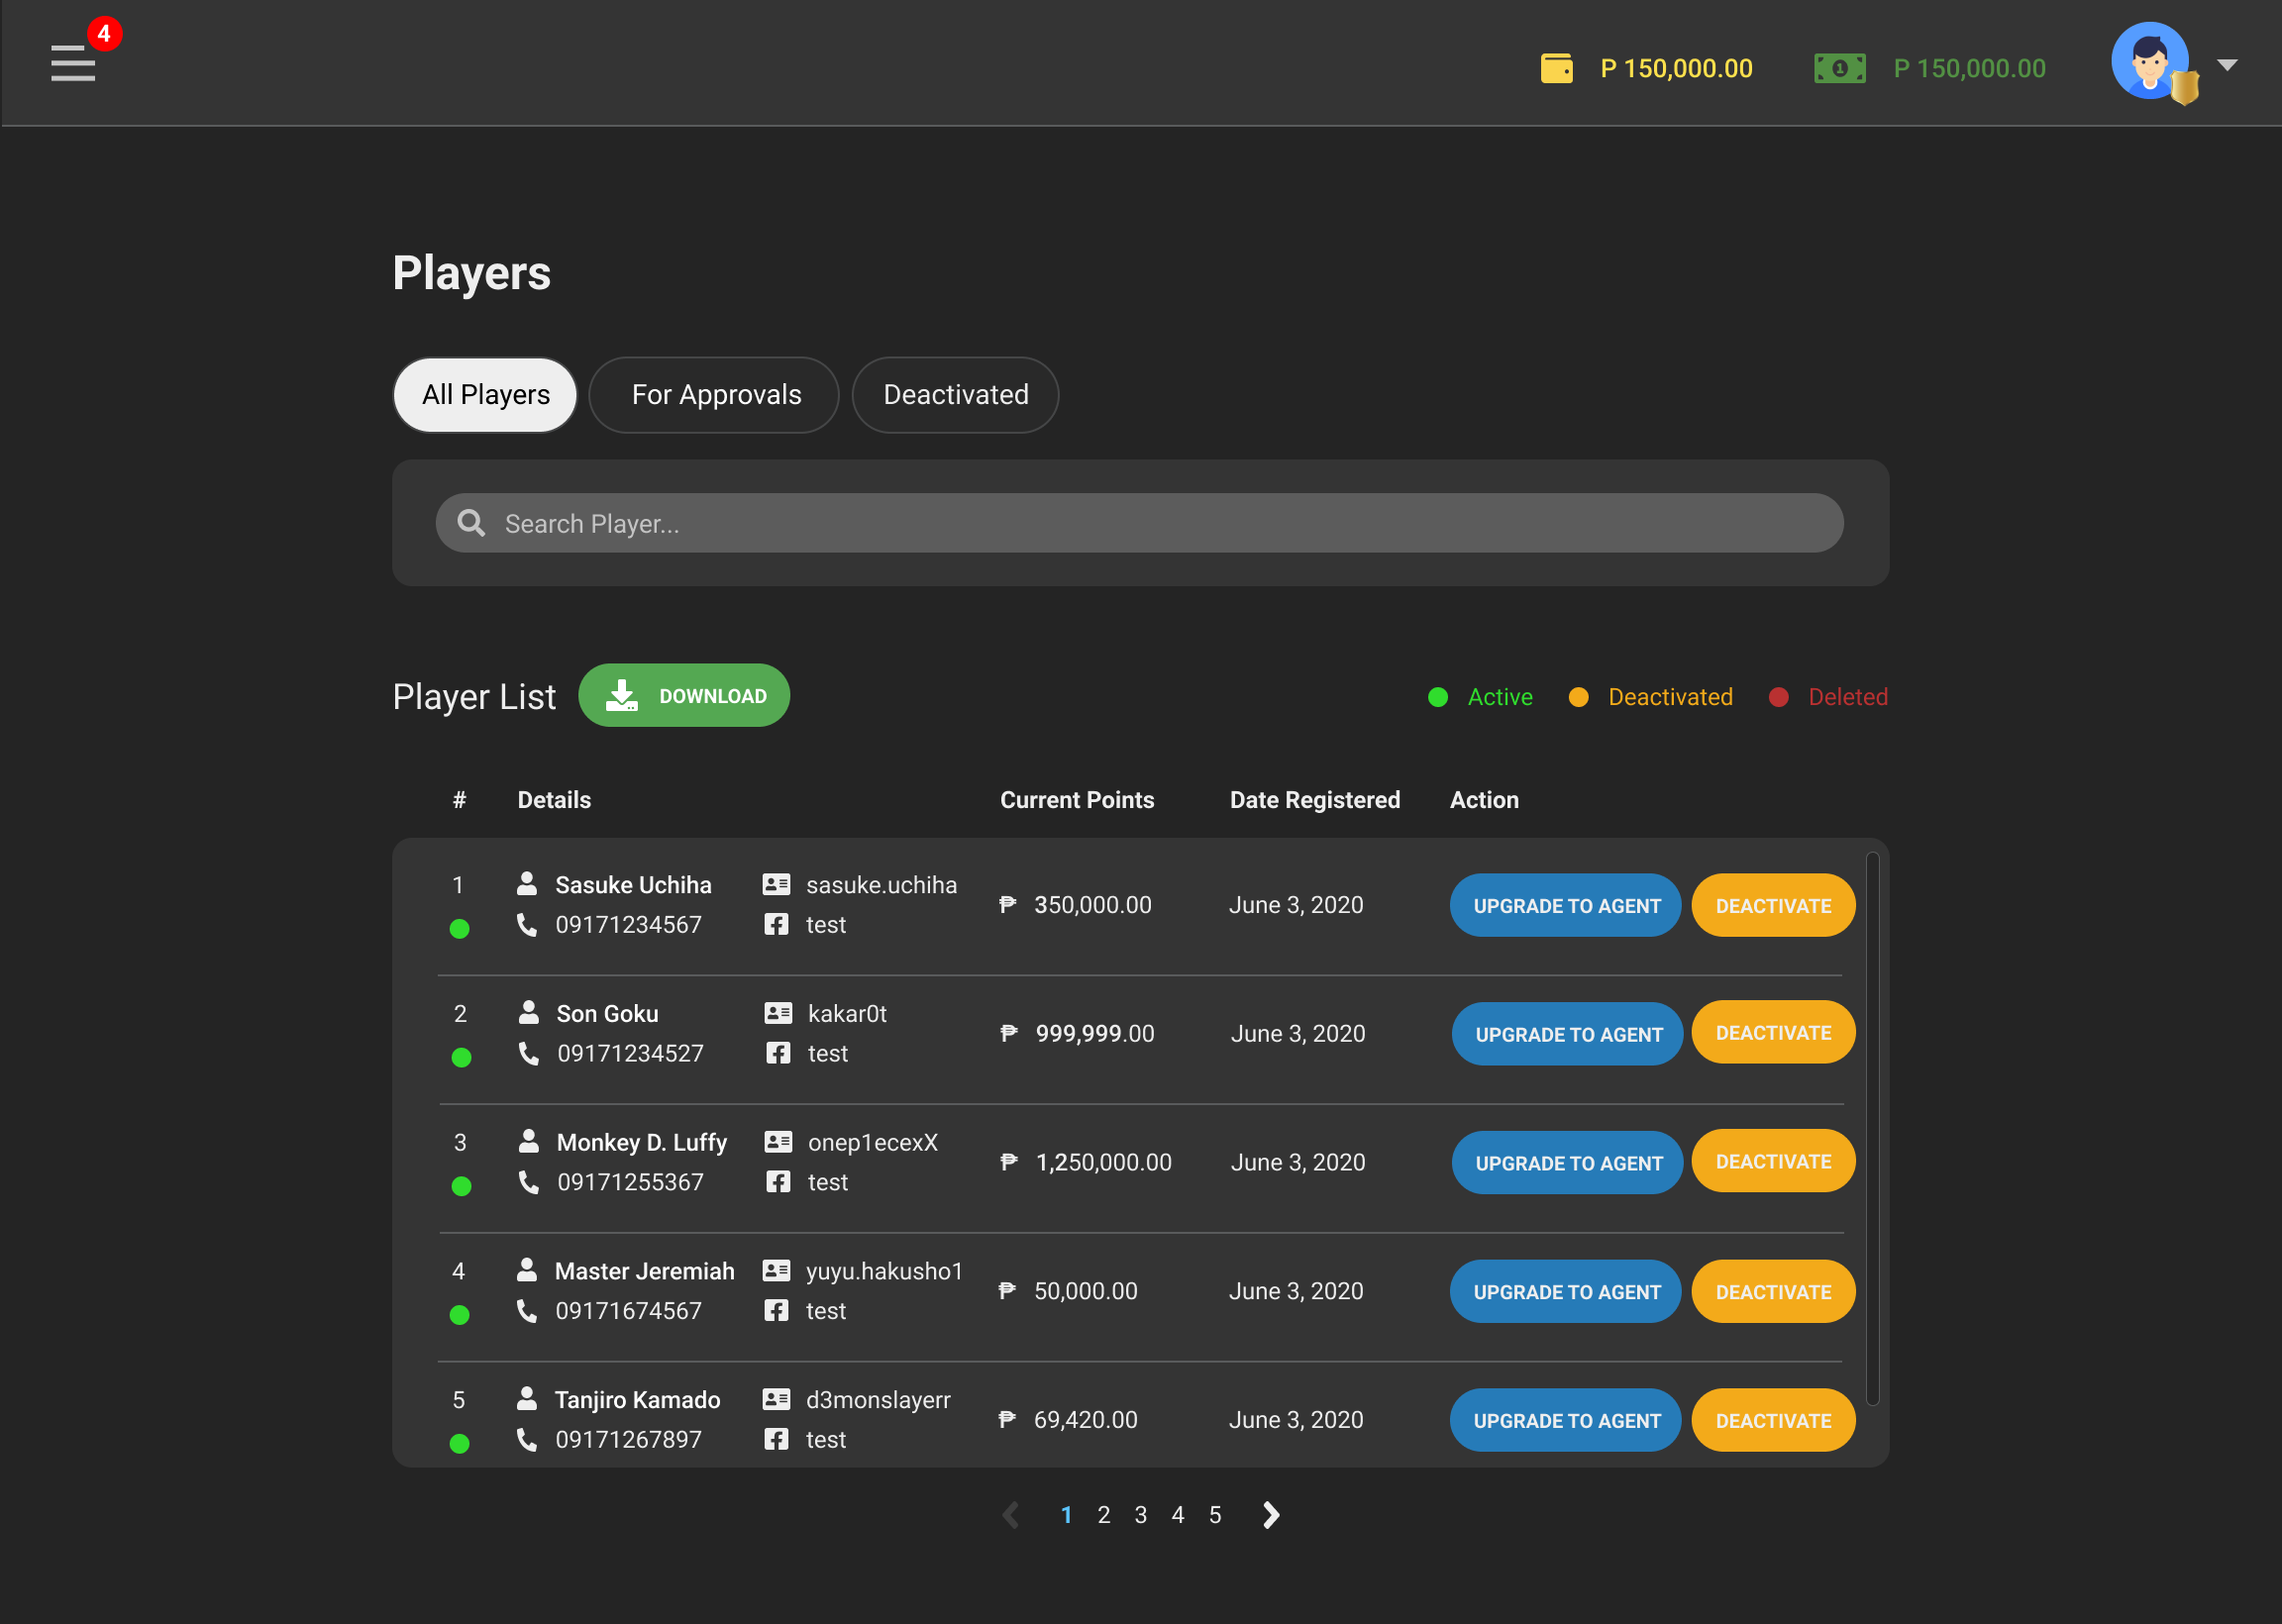 4
P 150,000.00 P 150,000.00
Players
All Players For Approvals Deactivated
Search Player...
Player List DOWNLOAD Active Deactivated Deleted
# Details Current Points Date Registered Action
1 Sasuke Uchiha sasuke.uchiha ₱ 350,000.00 June 3, 2020 UPGRADE TO AGENT DEACTIVATE
09171234567 test
2 Son Goku kakar0t ₱ 999,999.00 June 3, 2020 UPGRADE TO AGENT DEACTIVATE
09171234527 test
3 Monkey D. Luffy onep1ecexX ₱ 1,250,000.00 June 3, 2020 UPGRADE TO AGENT DEACTIVATE
09171255367 test
4 Master Jeremiah yuyu.hakusho1 ₱ 50,000.00 June 3, 2020 UPGRADE TO AGENT DEACTIVATE
09171674567 test
5 Tanjiro Kamado d3monslayerr ₱ 69,420.00 June 3, 2020 UPGRADE TO AGENT DEACTIVATE
09171267897 test
1 2 3 4 5